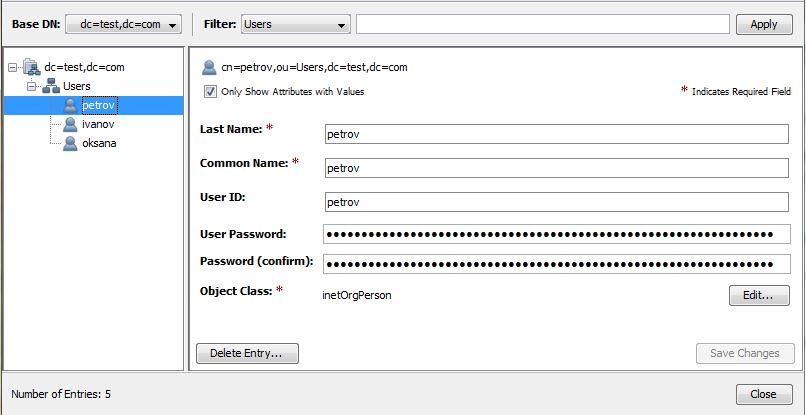 Base DN: dc=test,dc=com Filter: Users Apply
dc=test,dc=com
Users
petrov
ivanov
oksana
cn=petrov,ou=Users,dc=test,dc=com
Only Show Attributes with Values * Indicates Required Field
Last Name: * petrov
Common Name: * petrov
User ID: petrov
User Password:
Password (confirm):
Object Class: * inetOrgPerson Edit...
Delete Entry... Save Changes
Number of Entries: 5 Close